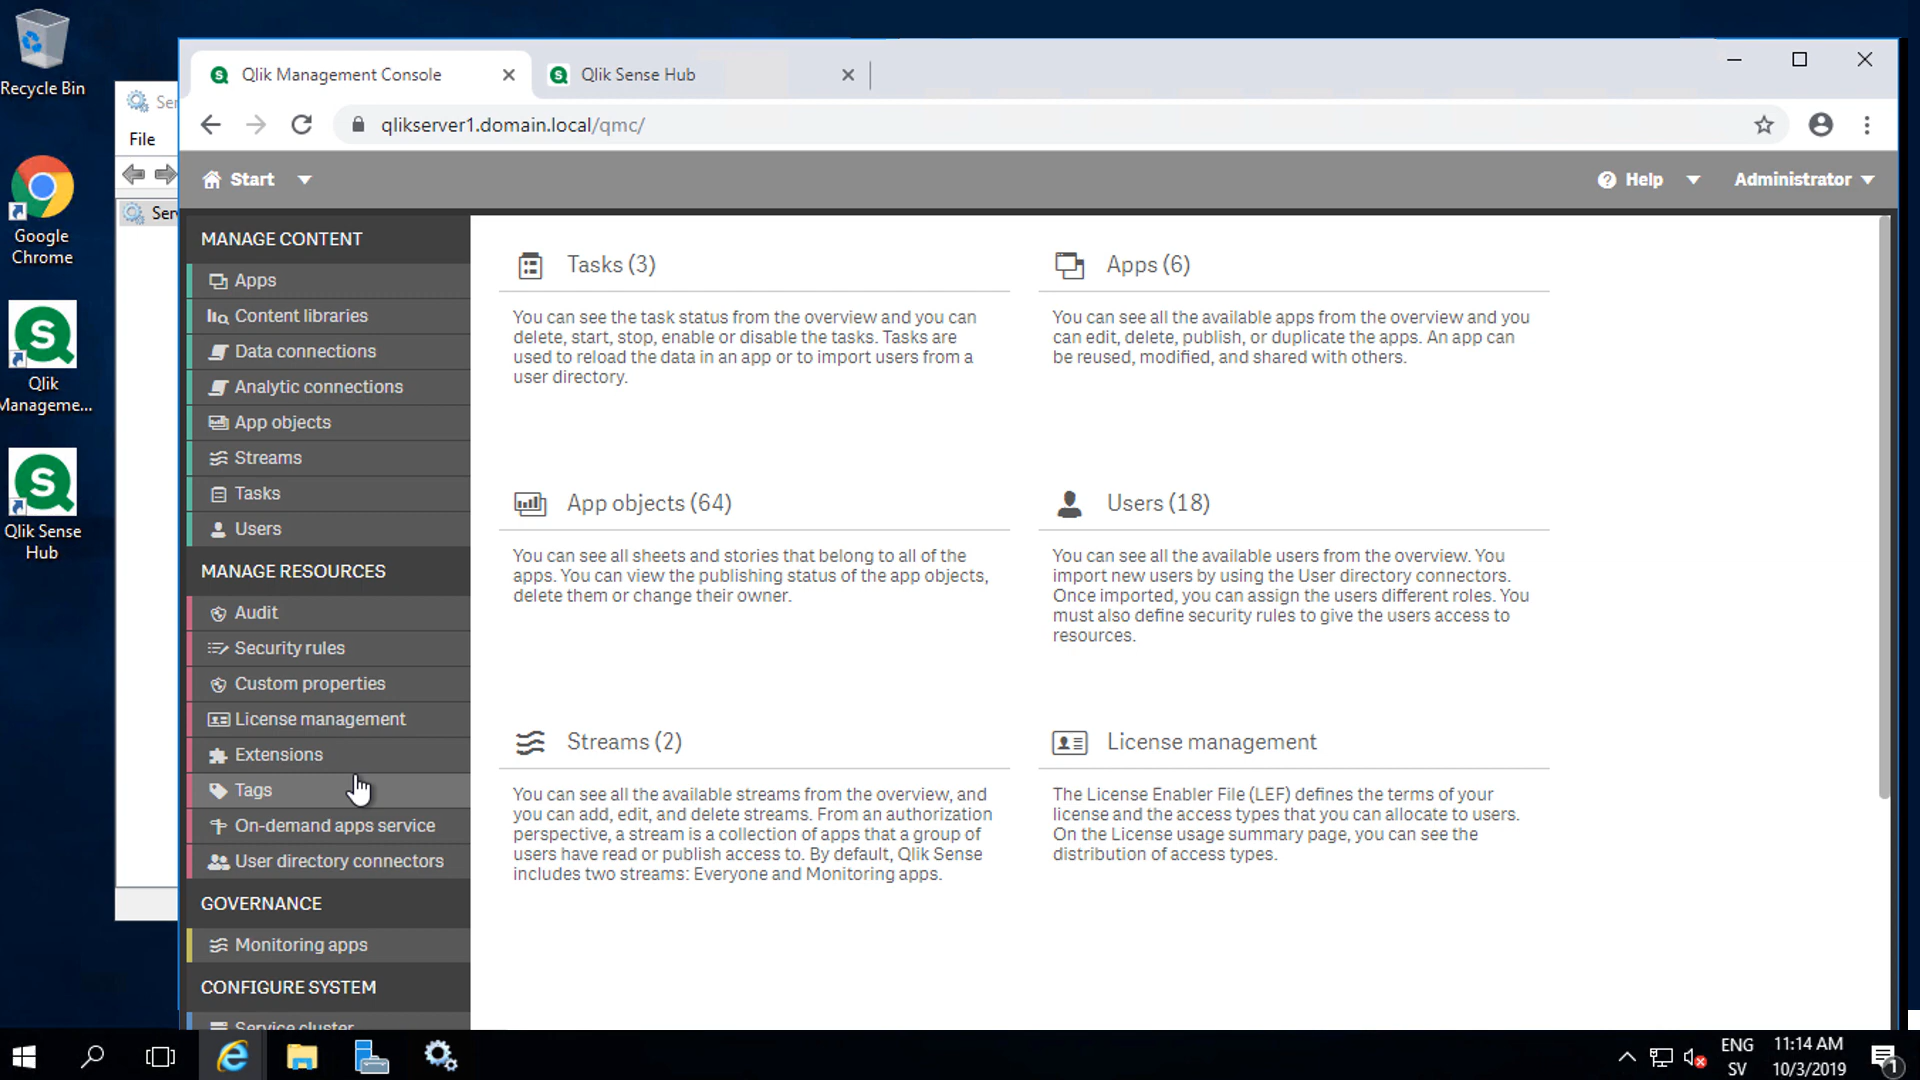 Recycle Bin
Google
Chrome
Qlik
Manageme...
Qlik Sense
Hub
File
Qlik Management Console
Qlik Sense Hub
qlikserver1.domain.local/qmc/
Start
Help
Administrator
MANAGE CONTENT
Apps
Content libraries
Data connections
Analytic connections
App objects
Streams
Tasks
Users
MANAGE RESOURCES
Audit
Security rules
Custom properties
License management
Extensions
Tags
On-demand apps service
User directory connectors
GOVERNANCE
Monitoring apps
CONFIGURE SYSTEM
Service cluster
Tasks (3)
You can see the task status from the overview and you can
delete, start, stop, enable or disable the tasks. Tasks are
used to reload the data in an app or to import users from a
user directory.
Apps (6)
You can see all the available apps from the overview and you
can edit, delete, publish, or duplicate the apps. An app can
be reused, modified, and shared with others.
App objects (64)
You can see all sheets and stories that belong to all of the
apps. You can view the publishing status of the app objects,
delete them or change their owner.
Users (18)
You can see all the available users from the overview. You
import new users by using the User directory connectors.
Once imported, you can assign the users different roles. You
must also define security rules to give the users access to
resources.
Streams (2)
You can see all the available streams from the overview, and
you can add, edit, and delete streams. From an authorization
perspective, a stream is a collection of apps that a group of
users have read or publish access to. By default, Qlik Sense
includes two streams: Everyone and Monitoring apps.
License management
The License Enabler File (LEF) defines the terms of your
license and the access types that you can allocate to users.
On the License usage summary page, you can see the
distribution of access types.
ENG
SV
11:14 AM
10/3/2019
1